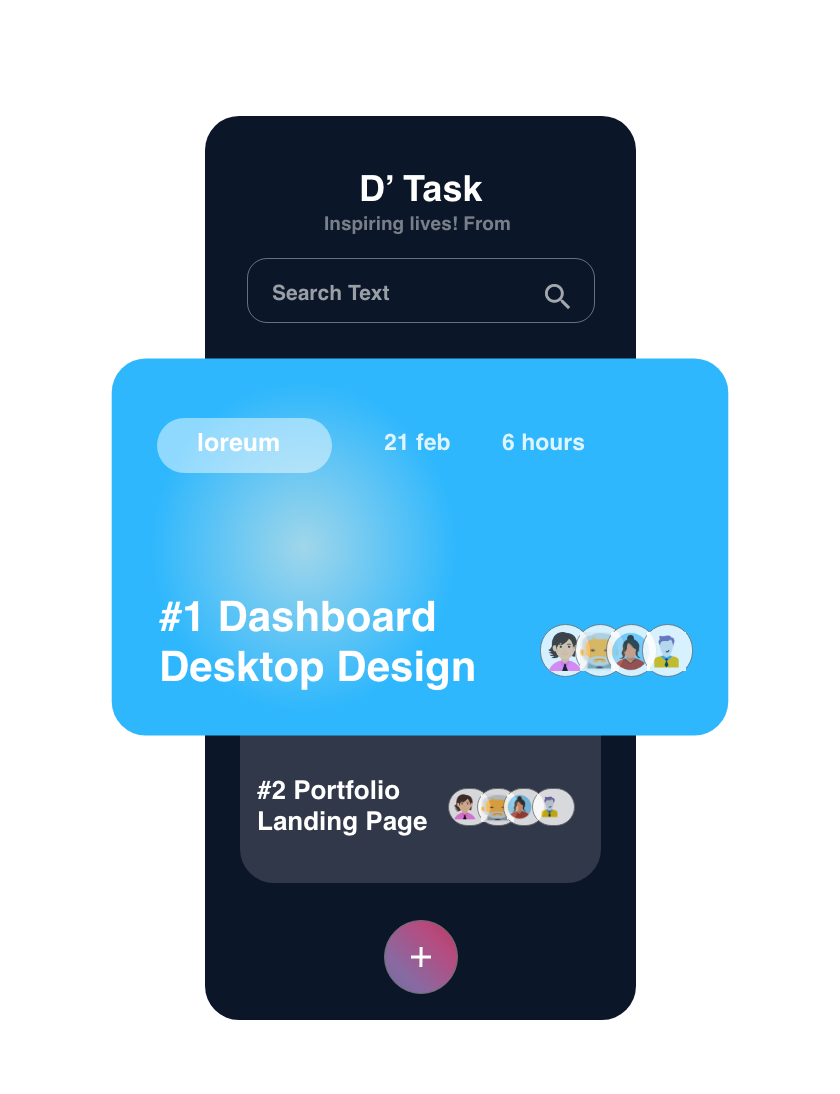 D’ Task
Inspiring lives! From
Search Text
loreum 21 feb 6 hours
#1 Dashboard
Desktop Design
#2 Portfolio
Landing Page
+